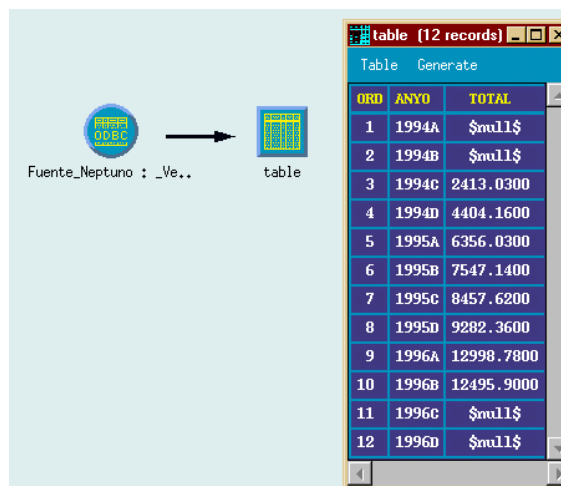 table (12 records)
Table Generate
ORD ANYO TOTAL
1 1994A $null$
2 1994B $null$
3 1994C 2413.0300
4 1994D 4404.1600
5 1995A 6356.0300
6 1995B 7547.1400
7 1995C 8457.6200
8 1995D 9282.3600
9 1996A 12998.7800
10 1996B 12495.9000
11 1996C $null$
12 1996D $null$
ODBC
Fuente_Neptuno : _Ve..
table